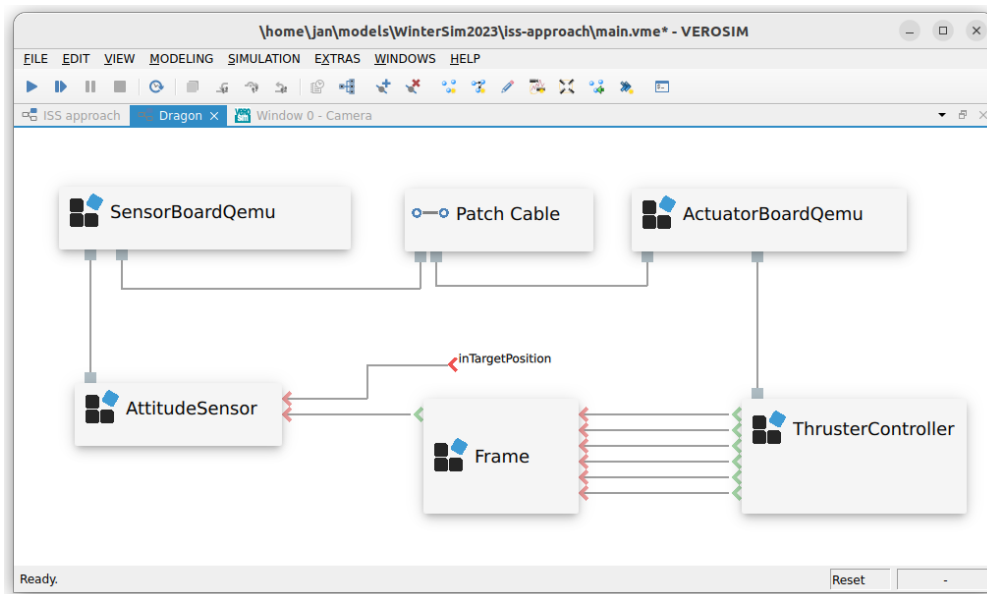 \home\jan\models\WinterSim2023\iss-approach\main.vme* - VEROSIM
FILE EDIT VIEW MODELING SIMULATION EXTRAS WINDOWS HELP
ISS approach Dragon Window 0 - Camera
SensorBoardQemu
Patch Cable
ActuatorBoardQemu
inTargetPosition
AttitudeSensor
Frame
ThrusterController
Ready.
Reset
-